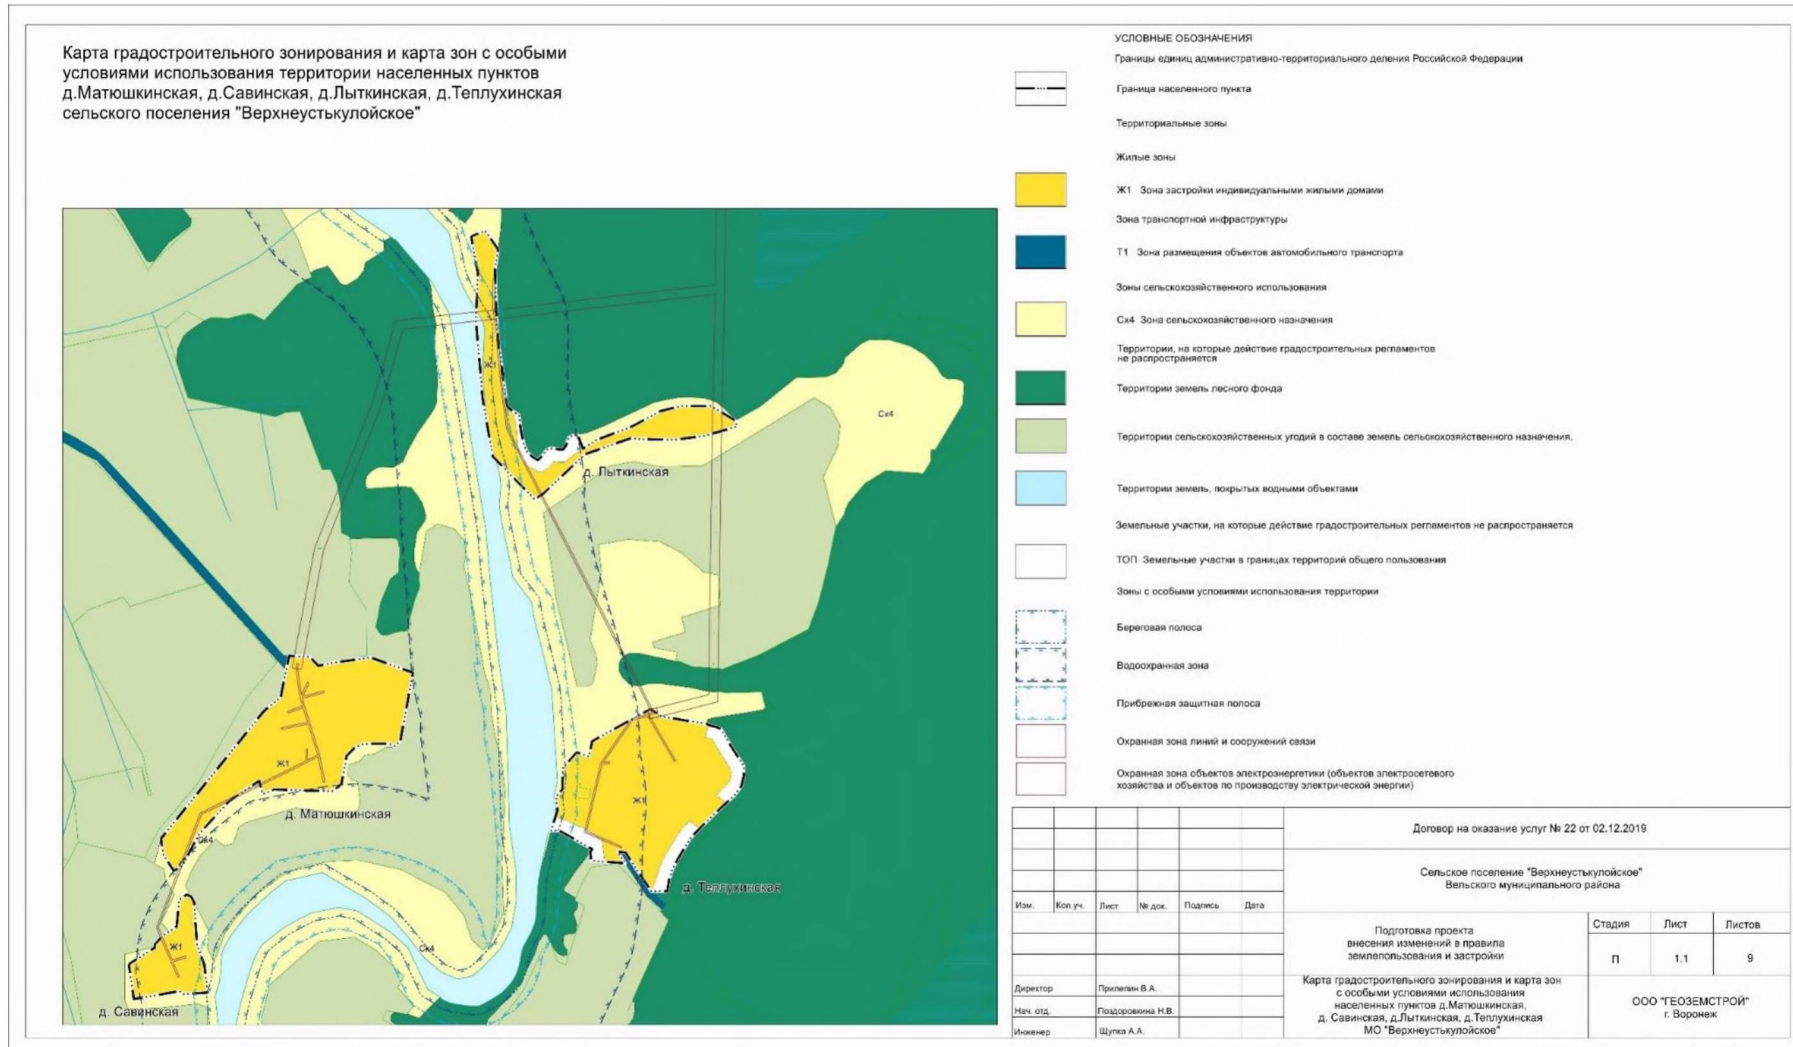 Карта градостроительного зонирования и карта зон с особыми
условиями использования территории населенных пунктов
д.Матюшкинская, д.Савинская, д.Лыткинская, д.Теплухинская
сельского поселения "Верхнеустькулойское"
Ж1
Сх4
д. Лыткинская
Ж1
д. Матюшкинская
Сх4
Ж1
д. Теплухинская
Ж1
Сх4
д. Савинская
УСЛОВНЫЕ ОБОЗНАЧЕНИЯ
Границы единиц административно-территориального деления Российской Федерации
Граница населенного пункта
Территориальные зоны
Жилые зоны
Ж1 Зона застройки индивидуальными жилыми домами
Зона транспортной инфраструктуры
Т1 Зона размещения объектов автомобильного транспорта
Зоны сельскохозяйственного использования
Сх4 Зона сельскохозяйственного назначения
Территории, на которые действие градостроительных регламентов
не распространяется
Территории земель лесного фонда
Территории сельскохозяйственных угодий в составе земель сельскохозяйственного назначения.
Территории земель, покрытых водными объектами
Земельные участки, на которые действие градостроительных регламентов не распространяется
ТОП Земельные участки в границах территорий общего пользования
Зоны с особыми условиями использования территории
Береговая полоса
Водоохранная зона
Прибрежная защитная полоса
Охранная зона линий и сооружений связи
Охранная зона объектов электроэнергетики (объектов электросетевого
хозяйства и объектов по производству электрической энергии)
Договор на оказание услуг № 22 от 02.12.2019
Сельское поселение "Верхнеустькулойское"
Вельского муниципального района
Изм. Кол.уч. Лист № док. Подпись Дата
Подготовка проекта
внесения изменений в правила
землепользования и застройки
Стадия Лист Листов
П 1.1 9
Директор Прилепин В.А.
Нач. отд. Поздоровкина Н.В.
Инженер Щупка А.А.
Карта градостроительного зонирования и карта зон
с особыми условиями использования
населенных пунктов д.Матюшкинская,
д. Савинская, д.Лыткинская, д.Теплухинская
МО "Верхнеустькулойское"
ООО "ГЕОЗЕМСТРОЙ"
г. Воронеж